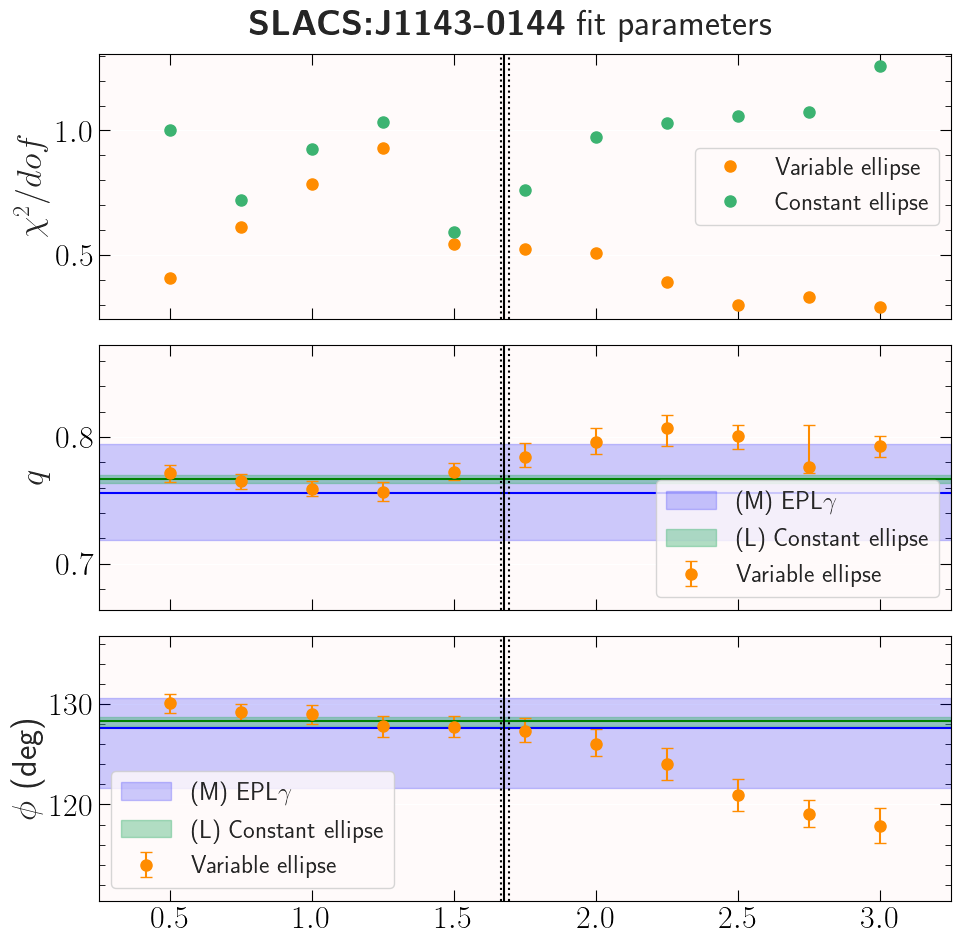 SLACS:J1143-0144 fit parameters
χ²/dof
1.0
0.5
Variable ellipse
Constant ellipse
q
0.8
0.7
(M) EPLγ
(L) Constant ellipse
Variable ellipse
ϕ (deg)
130
120
(M) EPLγ
(L) Constant ellipse
Variable ellipse
0.5 1.0 1.5 2.0 2.5 3.0